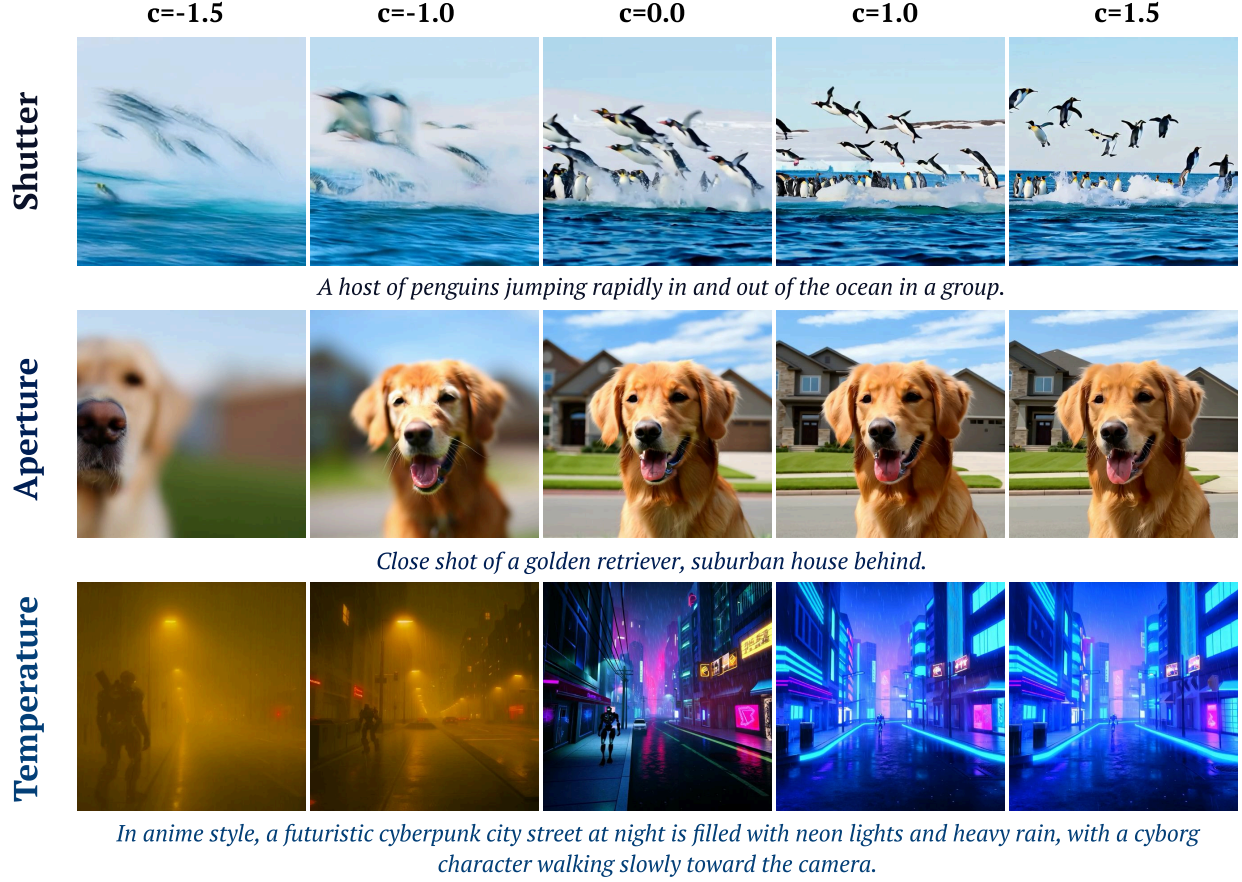 c=-1.5 c=-1.0 c=0.0 c=1.0 c=1.5
Shutter
A host of penguins jumping rapidly in and out of the ocean in a group.
Aperture
Close shot of a golden retriever, suburban house behind.
Temperature
In anime style, a futuristic cyberpunk city street at night is filled with neon lights and heavy rain, with a cyborg
character walking slowly toward the camera.